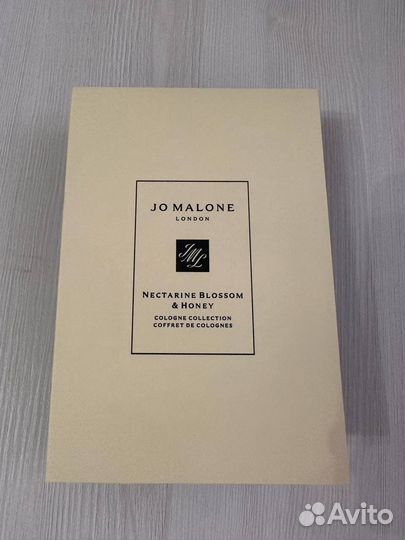 JO MALONE
LONDON
JML
NECTARINE BLOSSOM
& HONEY
COLOGNE COLLECTION
COFFRET DE COLOGNES
Avito